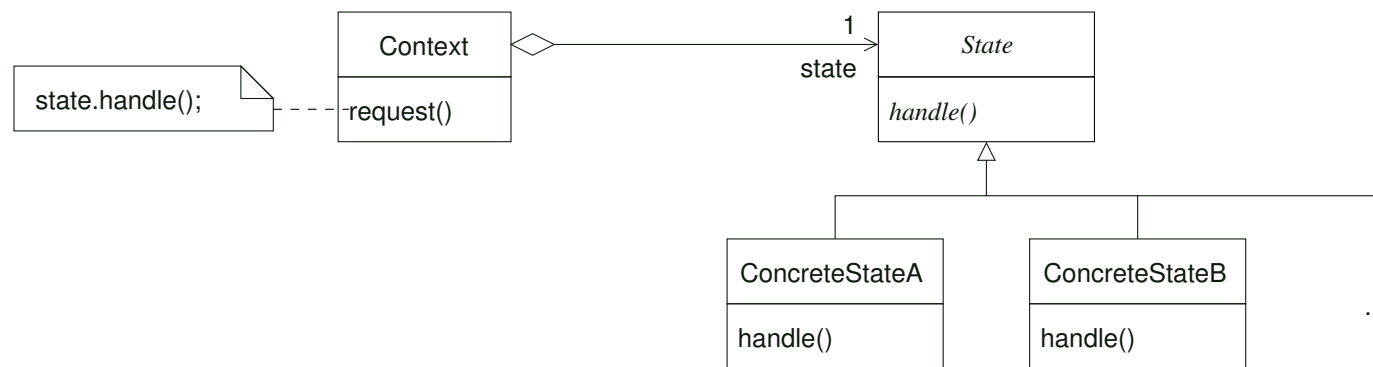 Context
1
State
state
state.handle();
request()
handle()
ConcreteStateA
ConcreteStateB
.
handle()
handle()